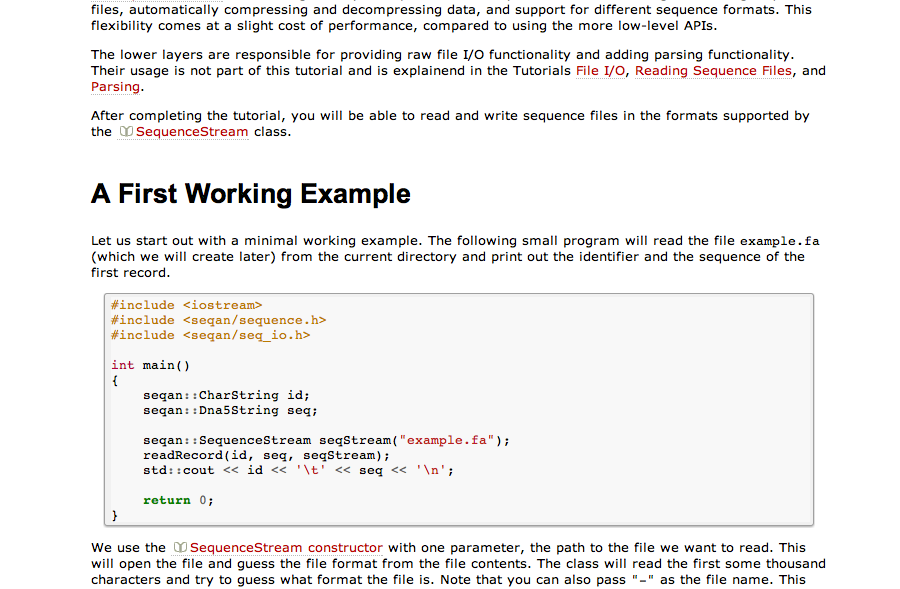 files, automatically compressing and decompressing data, and support for different sequence formats. This
flexibility comes at a slight cost of performance, compared to using the more low-level APIs.
The lower layers are responsible for providing raw file I/O functionality and adding parsing functionality.
Their usage is not part of this tutorial and is explainend in the Tutorials File I/O, Reading Sequence Files, and
Parsing.
After completing the tutorial, you will be able to read and write sequence files in the formats supported by
the SequenceStream class.
A First Working Example
Let us start out with a minimal working example. The following small program will read the file example.fa
(which we will create later) from the current directory and print out the identifier and the sequence of the
first record.
#include <iostream>
#include <seqan/sequence.h>
#include <seqan/seq_io.h>
int main()
{
    seqan::CharString id;
    seqan::Dna5String seq;
    seqan::SequenceStream seqStream("example.fa");
    readRecord(id, seq, seqStream);
    std::cout << id << '\t' << seq << '\n';
    return 0;
}
We use the SequenceStream constructor with one parameter, the path to the file we want to read. This
will open the file and guess the file format from the file contents. The class will read the first some thousand
characters and try to guess what format the file is. Note that you can also pass "-" as the file name. This